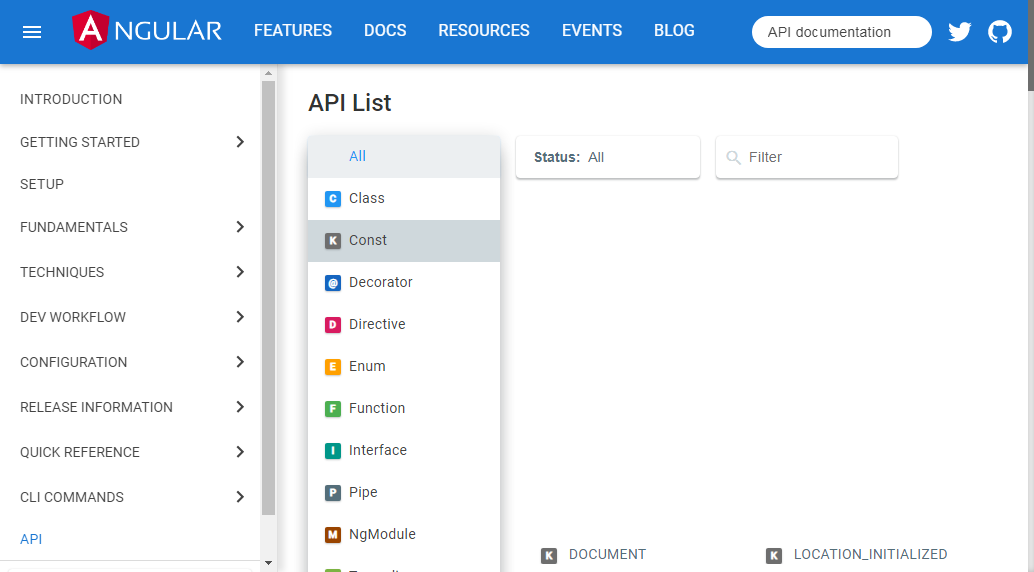 ANGULAR
FEATURES
DOCS
RESOURCES
EVENTS
BLOG
API documentation
INTRODUCTION
GETTING STARTED
SETUP
FUNDAMENTALS
TECHNIQUES
DEV WORKFLOW
CONFIGURATION
RELEASE INFORMATION
QUICK REFERENCE
CLI COMMANDS
API
API List
All
C Class
K Const
@ Decorator
D Directive
E Enum
F Function
I Interface
P Pipe
M NgModule
Status: All
Filter
K DOCUMENT
K LOCATION_INITIALIZED